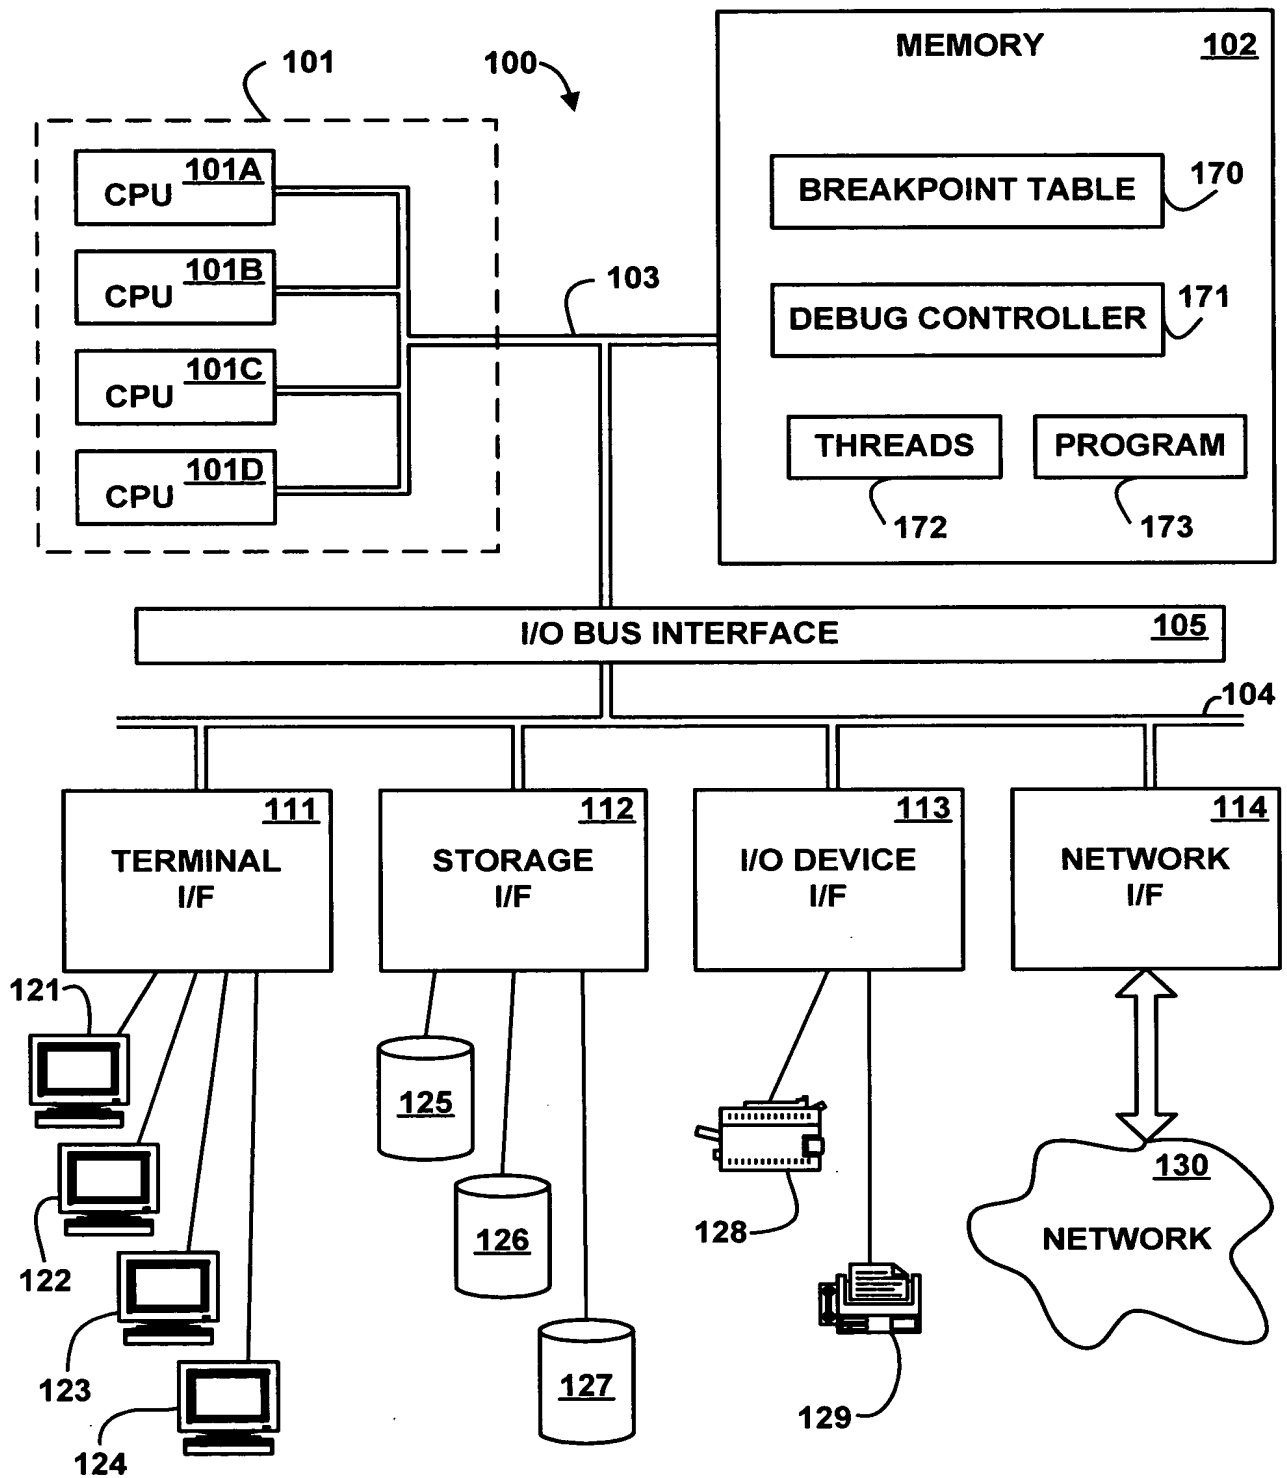 101
100
MEMORY 102
CPU 101A
CPU 101B
CPU 101C
CPU 101D
103
BREAKPOINT TABLE 170
DEBUG CONTROLLER 171
THREADS
172
PROGRAM
173
I/O BUS INTERFACE 105
104
111
TERMINAL
I/F
112
STORAGE
I/F
113
I/O DEVICE
I/F
114
NETWORK
I/F
121
122
123
124
125
126
127
128
129
130
NETWORK